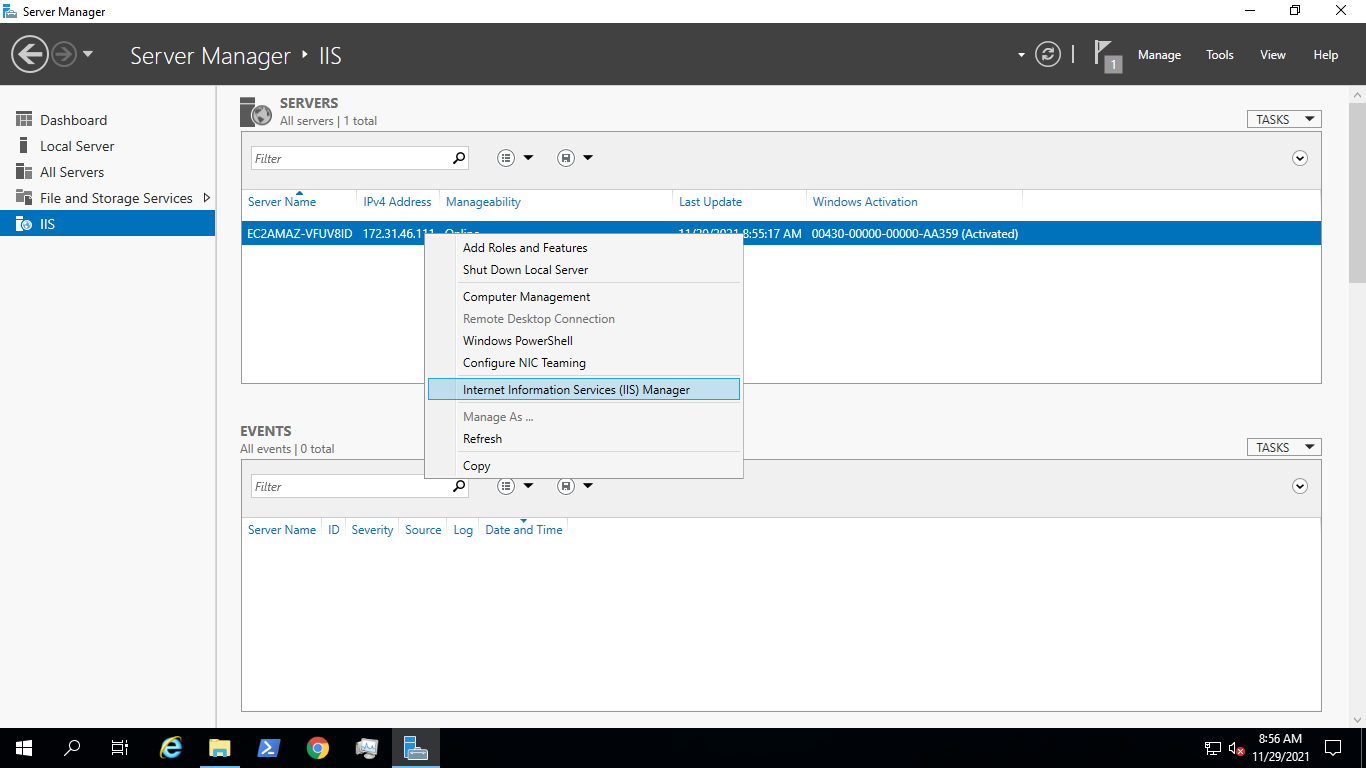 Server Manager
Server Manager IIS
1
Manage Tools View Help
Dashboard
Local Server
All Servers
File and Storage Services
IIS
SERVERS
All servers | 1 total
TASKS
Filter
Server Name IPv4 Address Manageability Last Update Windows Activation
EC2AMAZ-VFUV8ID 172.31.46.111 Online 11/29/2021 8:55:17 AM 00430-00000-00000-AA359 (Activated)
Add Roles and Features
Shut Down Local Server
Computer Management
Remote Desktop Connection
Windows PowerShell
Configure NIC Teaming
Internet Information Services (IIS) Manager
Manage As ...
Refresh
Copy
EVENTS
All events | 0 total
TASKS
Filter
Server Name ID Severity Source Log Date and Time
8:56 AM
11/29/2021